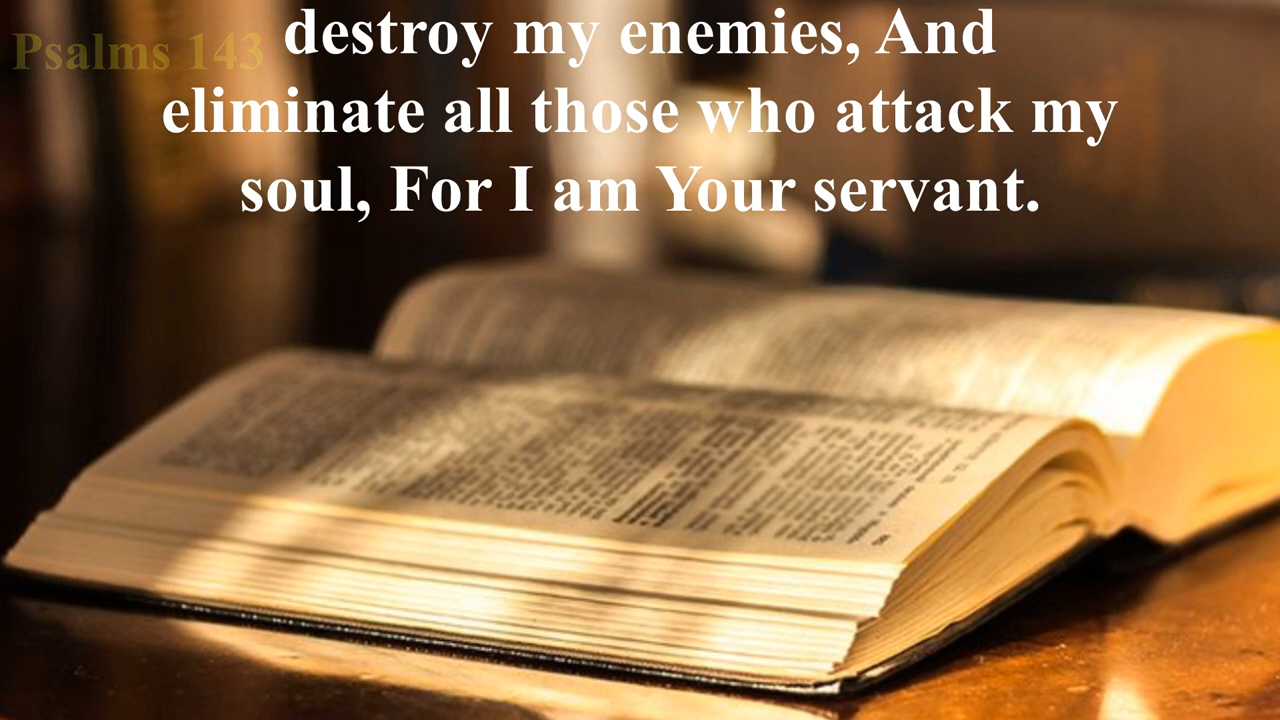 Psalms 143
destroy my enemies, And
eliminate all those who attack my
soul, For I am Your servant.